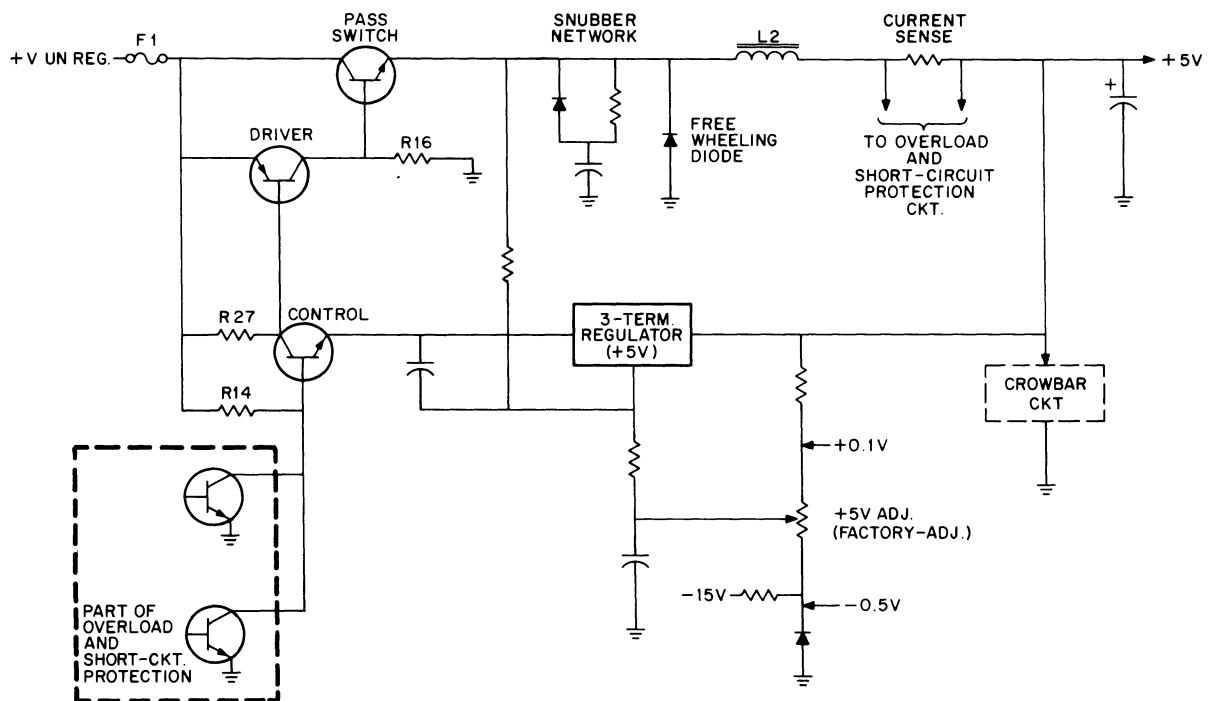 PASS
SWITCH
SNUBBER
NETWORK
CURRENT
SENSE
F1
L2
+V UN REG.
+5V
+
DRIVER
R16
FREE
WHEELING
DIODE
TO OVERLOAD
AND
SHORT-CIRCUIT
PROTECTION
CKT.
R27
CONTROL
3-TERM.
REGULATOR
(+5V)
R14
CROWBAR
CKT
+0.1V
+5V ADJ.
(FACTORY-ADJ.)
-15V
-0.5V
PART OF
OVERLOAD
AND
SHORT-CKT.
PROTECTION